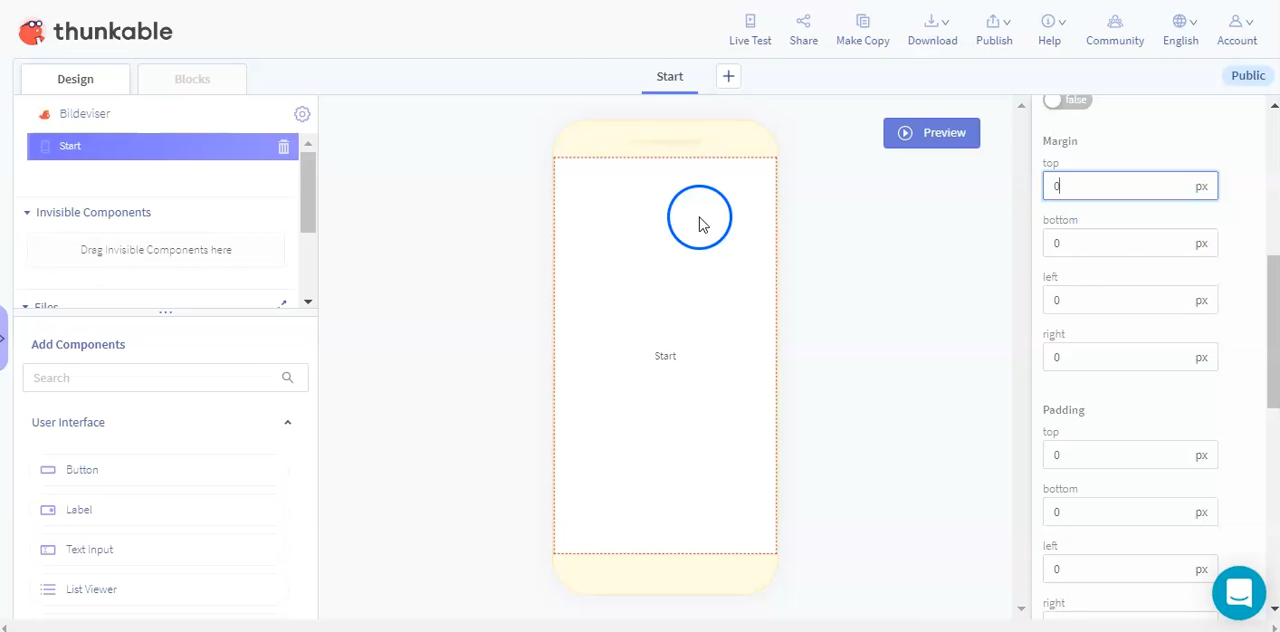 thunkable
Live Test
Share
Make Copy
Download
Publish
Help
Community
English
Account
Design
Blocks
Start
Public
Bildeviser
Start
Invisible Components
Drag Invisible Components here
Files
Add Components
Search
User Interface
Button
Label
Text Input
List Viewer
Start
Preview
false
Margin
top
0 px
bottom
0 px
left
0 px
right
0 px
Padding
top
0 px
bottom
0 px
left
0 px
right